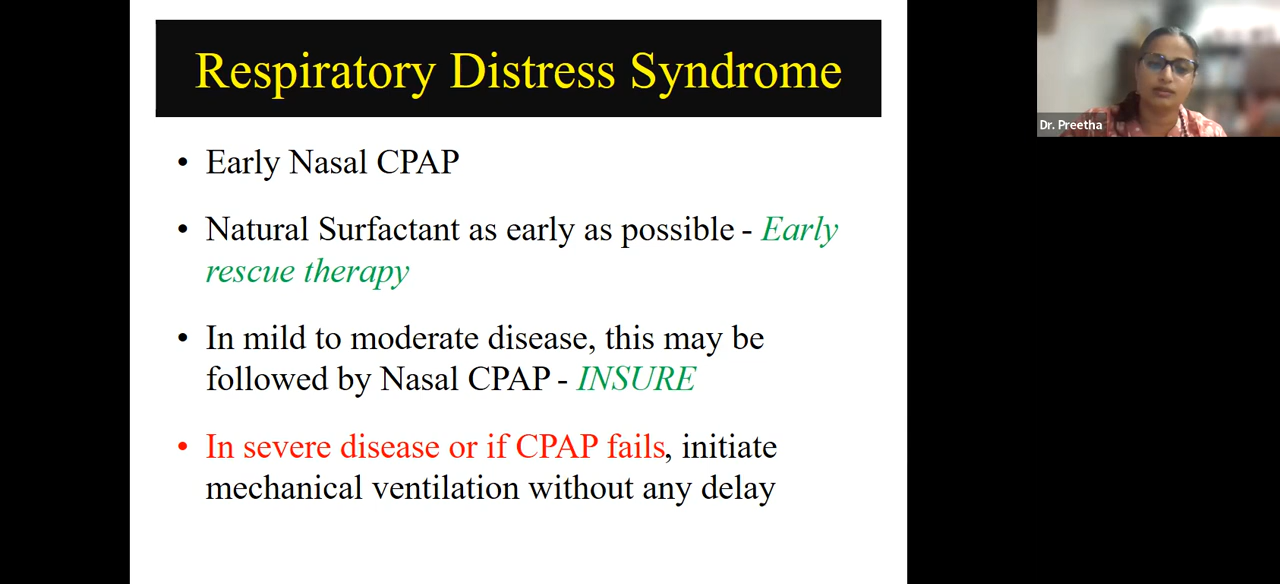 Respiratory Distress Syndrome
• Early Nasal CPAP
• Natural Surfactant as early as possible - Early
rescue therapy
• In mild to moderate disease, this may be
followed by Nasal CPAP - INSURE
• In severe disease or if CPAP fails, initiate
mechanical ventilation without any delay
Dr. Preetha